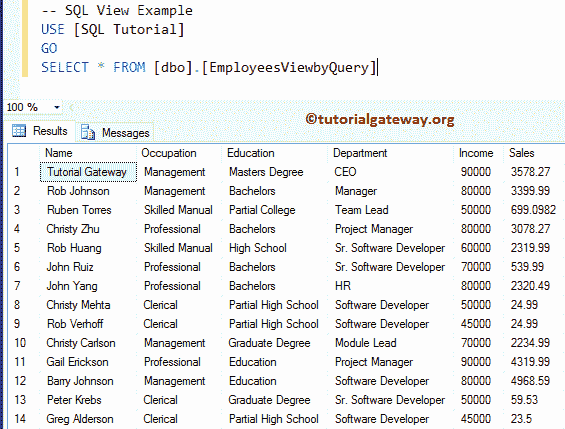 -- SQL View Example
USE [SQL Tutorial]
GO
SELECT * FROM [dbo].[EmployeesViewbyQuery]
100 %
©tutorialgateway.org
Results Messages
Name Occupation Education Department Income Sales
1 Tutorial Gateway Management Masters Degree CEO 90000 3578.27
2 Rob Johnson Management Bachelors Manager 80000 3399.99
3 Ruben Torres Skilled Manual Partial College Team Lead 50000 699.0982
4 Christy Zhu Professional Bachelors Project Manager 80000 3078.27
5 Rob Huang Skilled Manual High School Sr. Software Developer 60000 2319.99
6 John Ruiz Professional Bachelors Sr. Software Developer 70000 539.99
7 John Yang Professional Bachelors HR 80000 2320.49
8 Christy Mehta Clerical Partial High School Software Developer 50000 24.99
9 Rob Verhoff Clerical Partial High School Software Developer 45000 24.99
10 Christy Carlson Management Graduate Degree Module Lead 70000 2234.99
11 Gail Erickson Professional Education Project Manager 90000 4319.99
12 Barry Johnson Management Education Software Developer 80000 4968.59
13 Peter Krebs Clerical Graduate Degree Sr. Software Developer 50000 59.53
14 Greg Alderson Clerical Partial High School Software Developer 45000 23.5